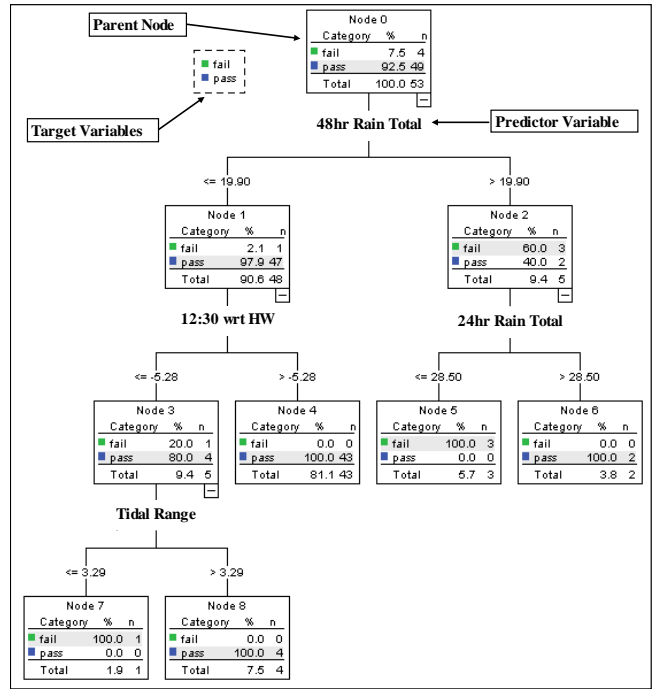 Parent Node
Node 0
Category % n
fail 7.5 4
pass 92.5 49
Total 100.0 53
fail
pass
Target Variables
48hr Rain Total
Predictor Variable
<= 19.90
> 19.90
Node 1
Category % n
fail 2.1 1
pass 97.9 47
Total 90.6 48
Node 2
Category % n
fail 60.0 3
pass 40.0 2
Total 9.4 5
12:30 wrt HW
24hr Rain Total
<= -5.28
> -5.28
<= 28.50
> 28.50
Node 3
Category % n
fail 20.0 1
pass 80.0 4
Total 9.4 5
Node 4
Category % n
fail 0.0 0
pass 100.0 43
Total 81.1 43
Node 5
Category % n
fail 100.0 3
pass 0.0 0
Total 5.7 3
Node 6
Category % n
fail 0.0 0
pass 100.0 2
Total 3.8 2
Tidal Range
<= 3.29
> 3.29
Node 7
Category % n
fail 100.0 1
pass 0.0 0
Total 1.9 1
Node 8
Category % n
fail 0.0 0
pass 100.0 4
Total 7.5 4